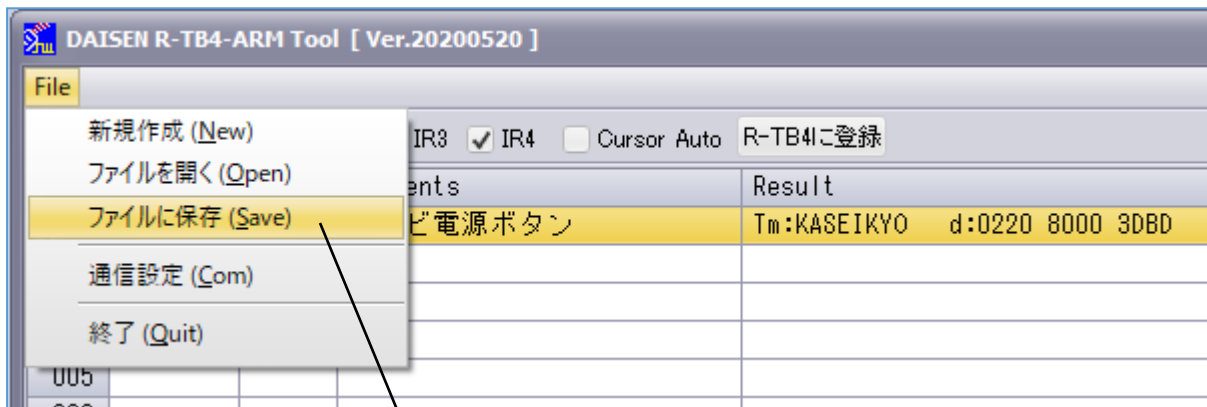 DAISEN R-TB4-ARM Tool [ Ver.20200520 ]
File
新規作成 (New)
ファイルを開く (Open)
ファイルに保存 (Save)
通信設定 (Com)
終了 (Quit)
IR3 IR4 Cursor Auto R-TB4に登録
ents Result
ビ電源ボタン Tm:KASEIKYO d:0220 8000 3DBD
005